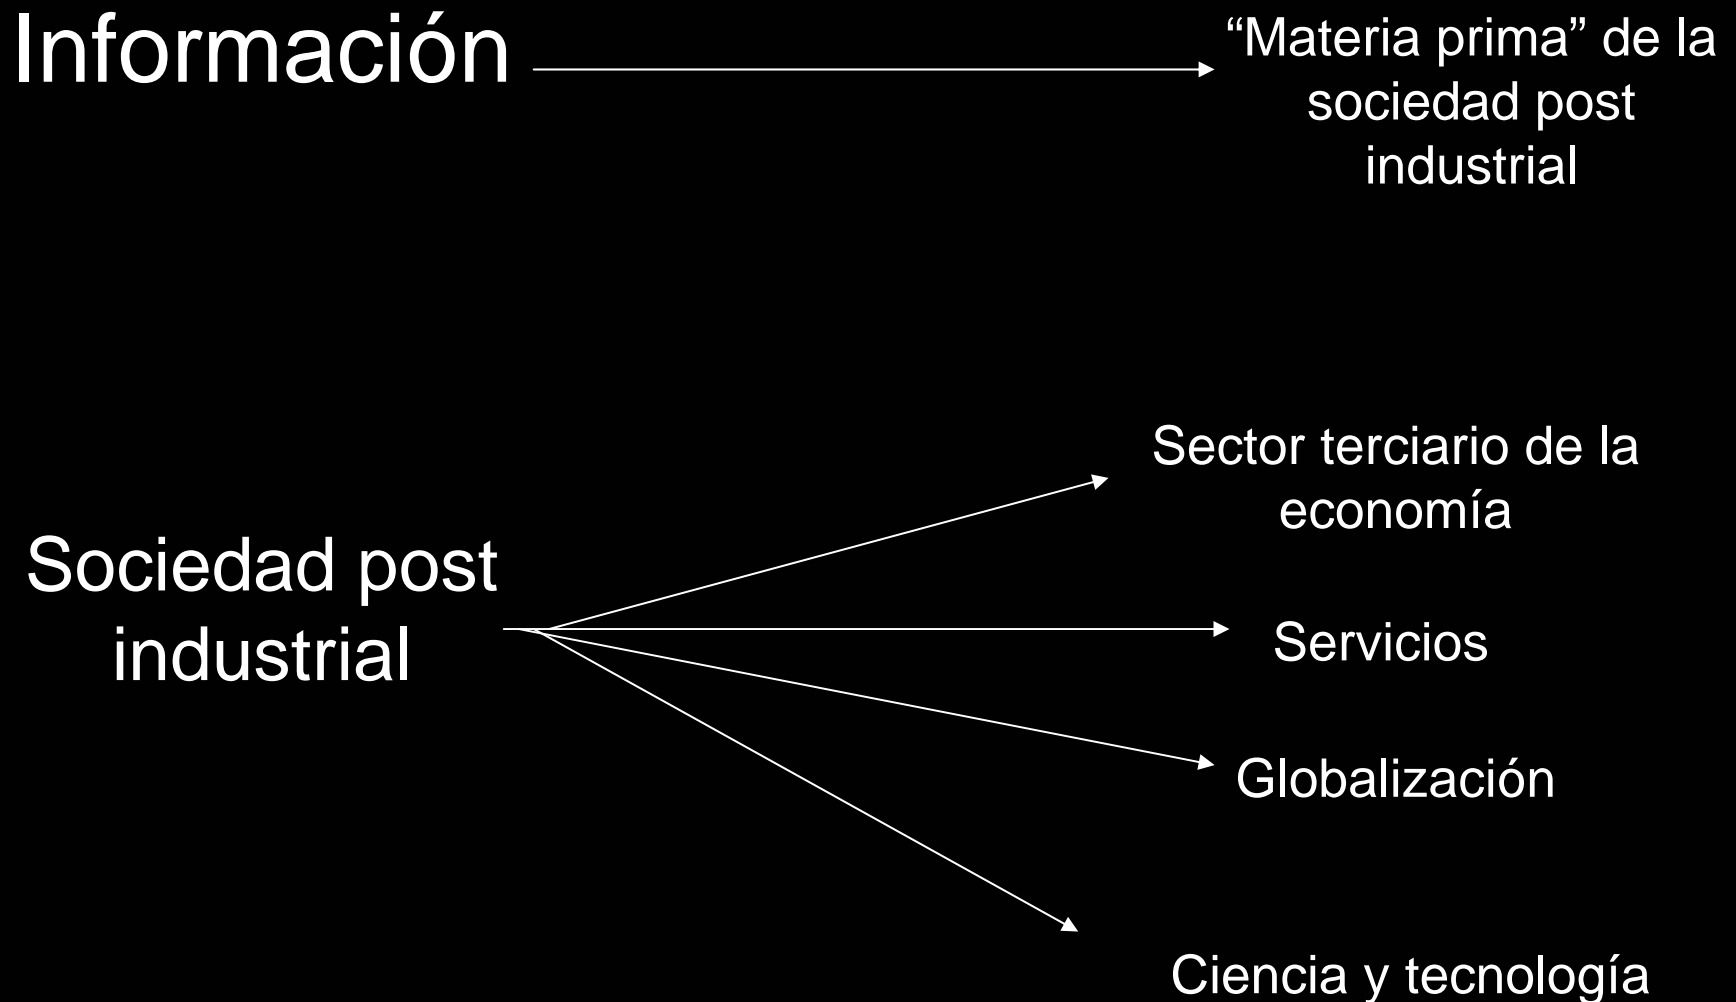 Información
“Materia prima” de la
sociedad post
industrial
Sociedad post
industrial
Sector terciario de la
economía
Servicios
Globalización
Ciencia y tecnología